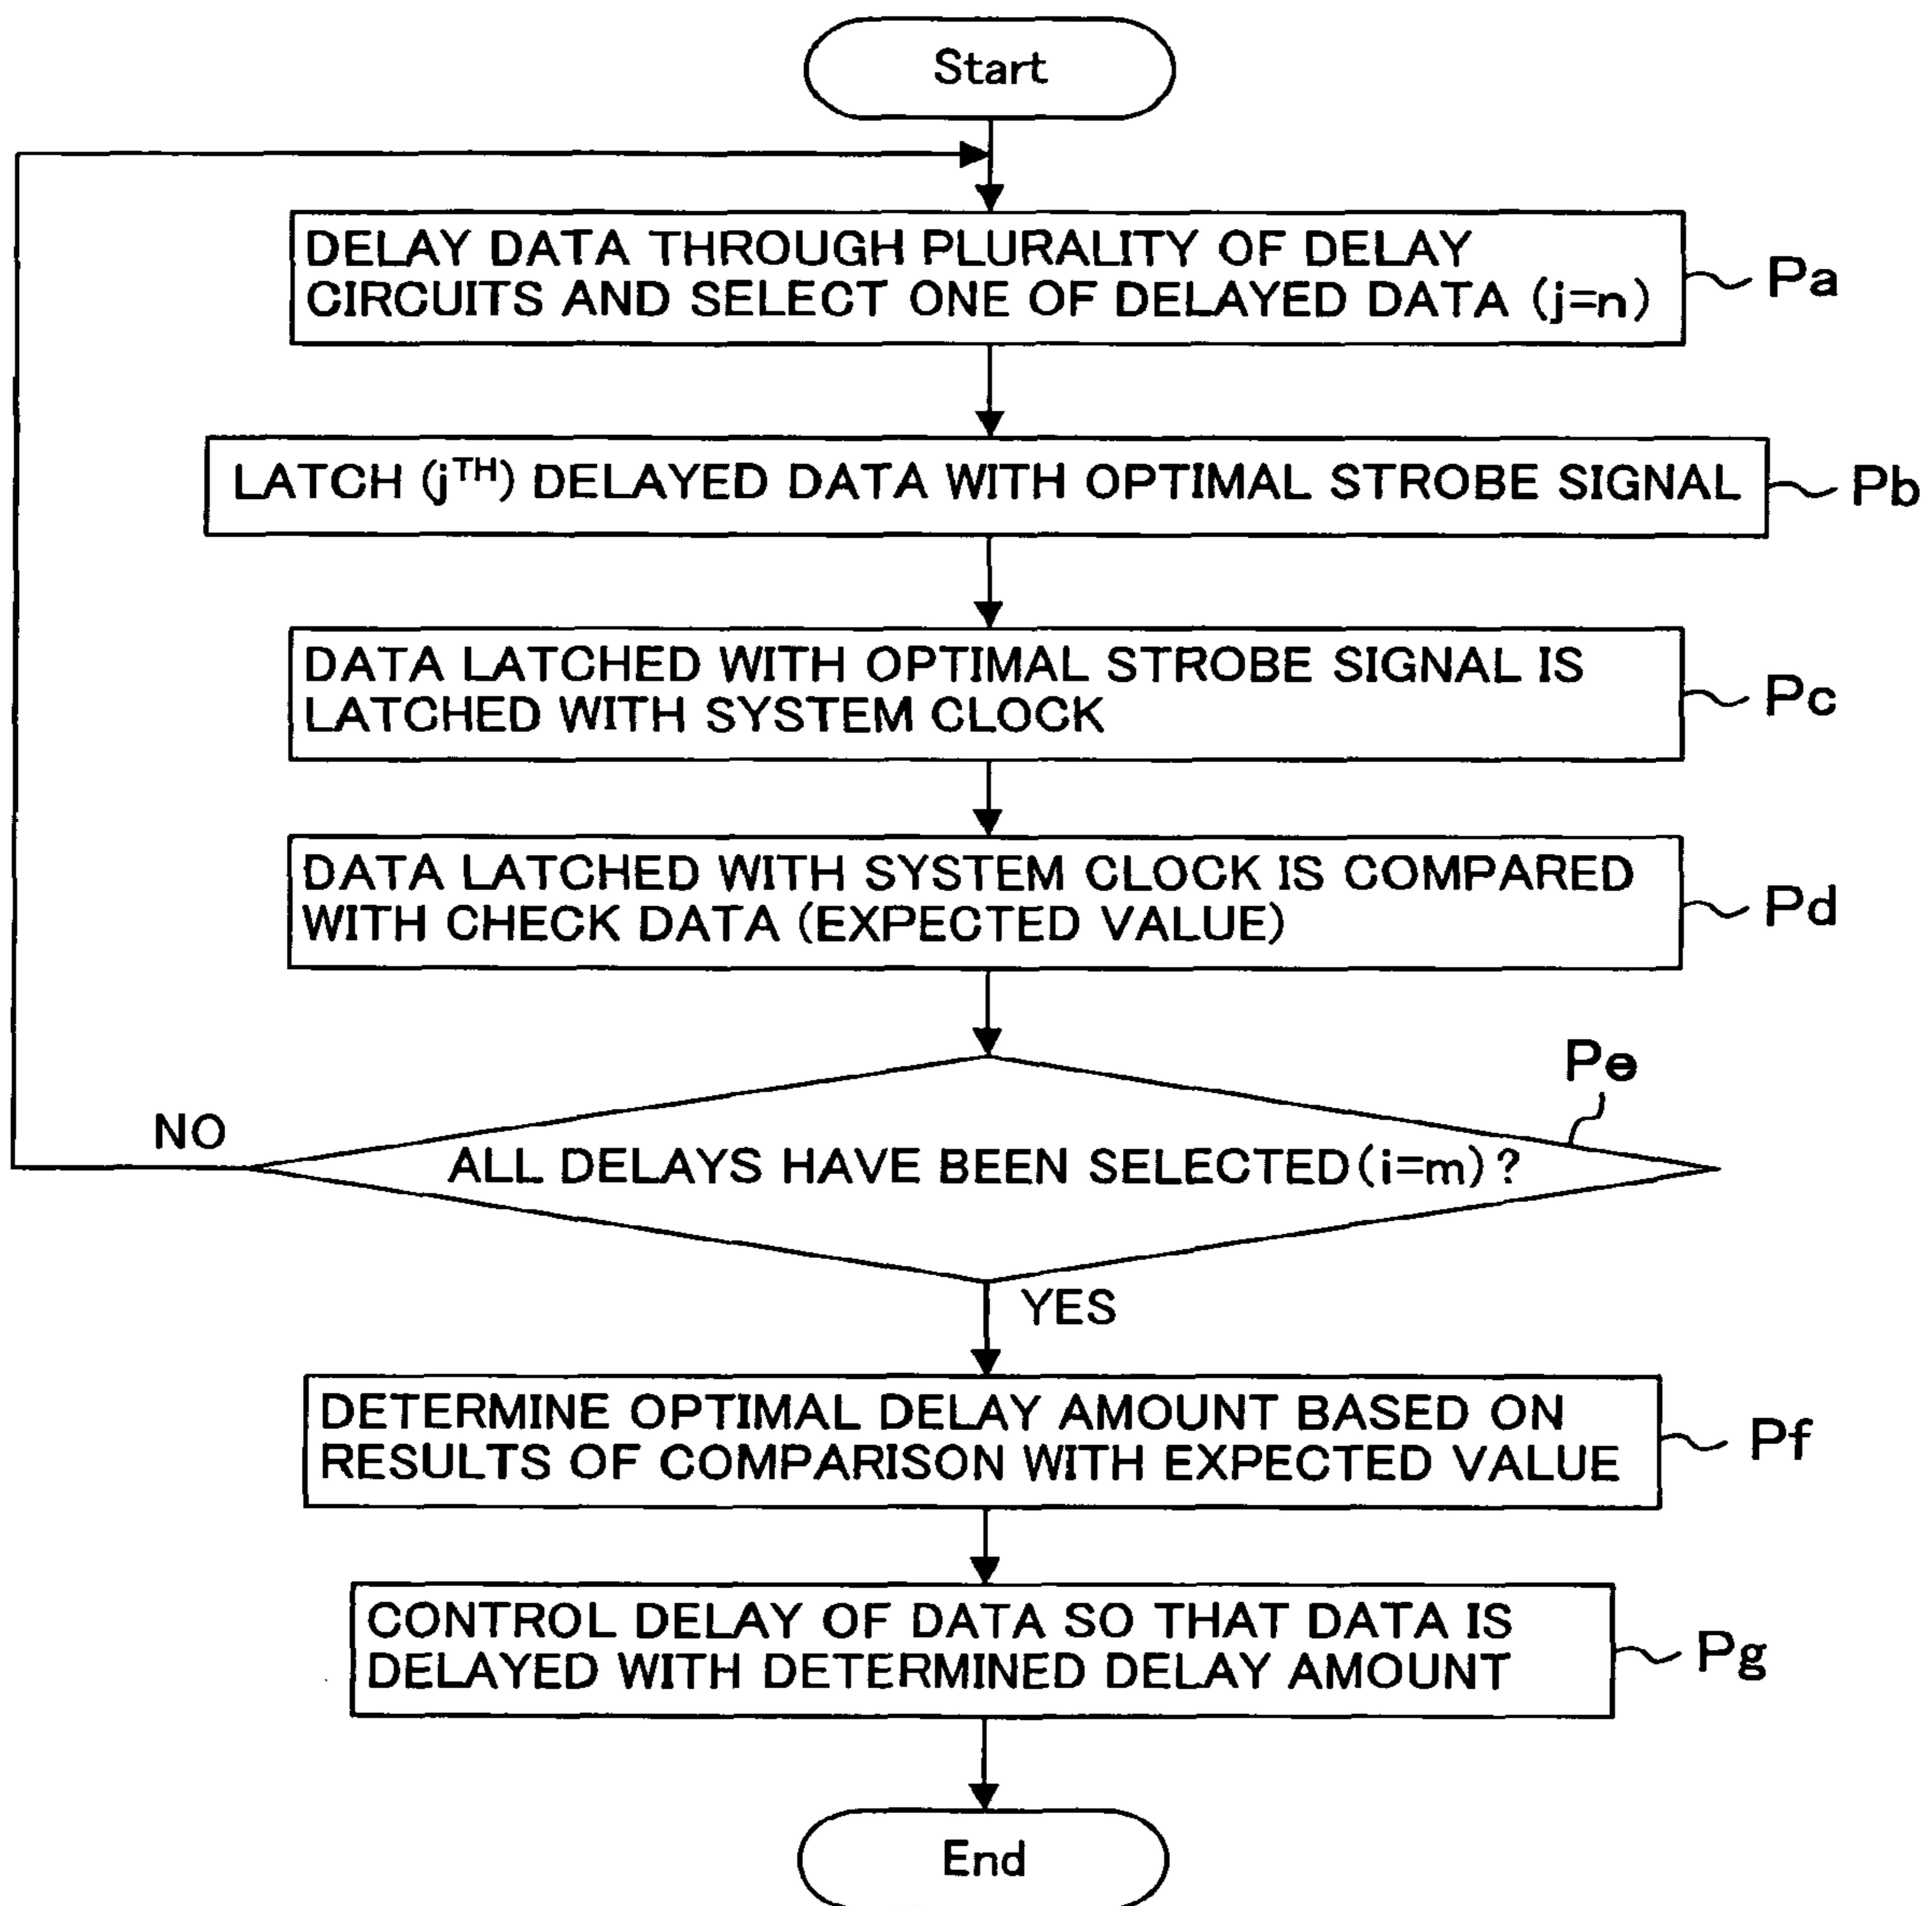 Start
DELAY DATA THROUGH PLURALITY OF DELAY
CIRCUITS AND SELECT ONE OF DELAYED DATA (j=n)
Pa
LATCH (jTH) DELAYED DATA WITH OPTIMAL STROBE SIGNAL
Pb
DATA LATCHED WITH OPTIMAL STROBE SIGNAL IS
LATCHED WITH SYSTEM CLOCK
Pc
DATA LATCHED WITH SYSTEM CLOCK IS COMPARED
WITH CHECK DATA (EXPECTED VALUE)
Pd
Pe
NO
ALL DELAYS HAVE BEEN SELECTED(i=m)?
YES
DETERMINE OPTIMAL DELAY AMOUNT BASED ON
RESULTS OF COMPARISON WITH EXPECTED VALUE
Pf
CONTROL DELAY OF DATA SO THAT DATA IS
DELAYED WITH DETERMINED DELAY AMOUNT
Pg
End